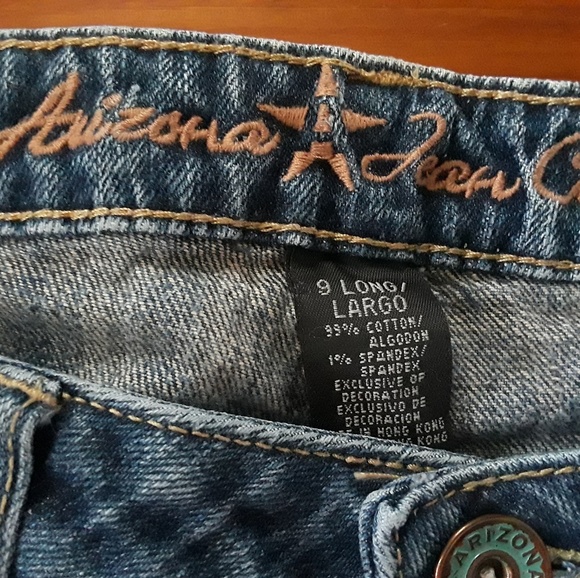 Arizona Jean
9 LONG/
LARGO
99% COTTON/
ALGODON
1% SPANDEX/
SPANDEX
EXCLUSIVE OF
DECORATION
EXCLUSIVO DE
DECORACION
IN HONG KONG
KONG
ARIZONA